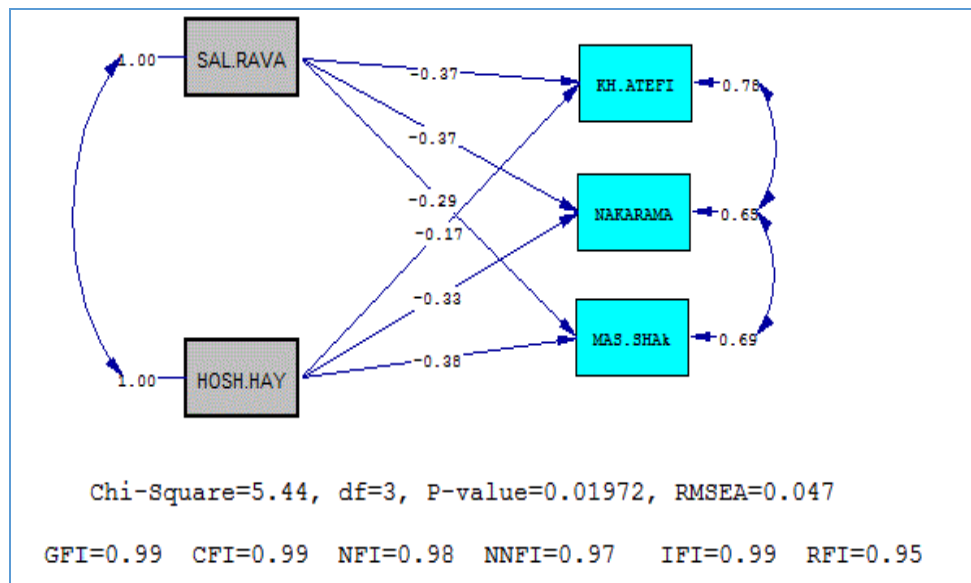 1.00
SAL.RAVA
-0.37
KH.ATEFI
0.78
-0.37
-0.29
NAKARAMA
-0.17
-0.33
MAS.SHAk
0.69
-0.38
1.00
HOSH.HAY
Chi-Square=5.44, df=3, P-value=0.01972, RMSEA=0.047
GFI=0.99 CFI=0.99 NFI=0.98 NNFI=0.97 IFI=0.99 RFI=0.95